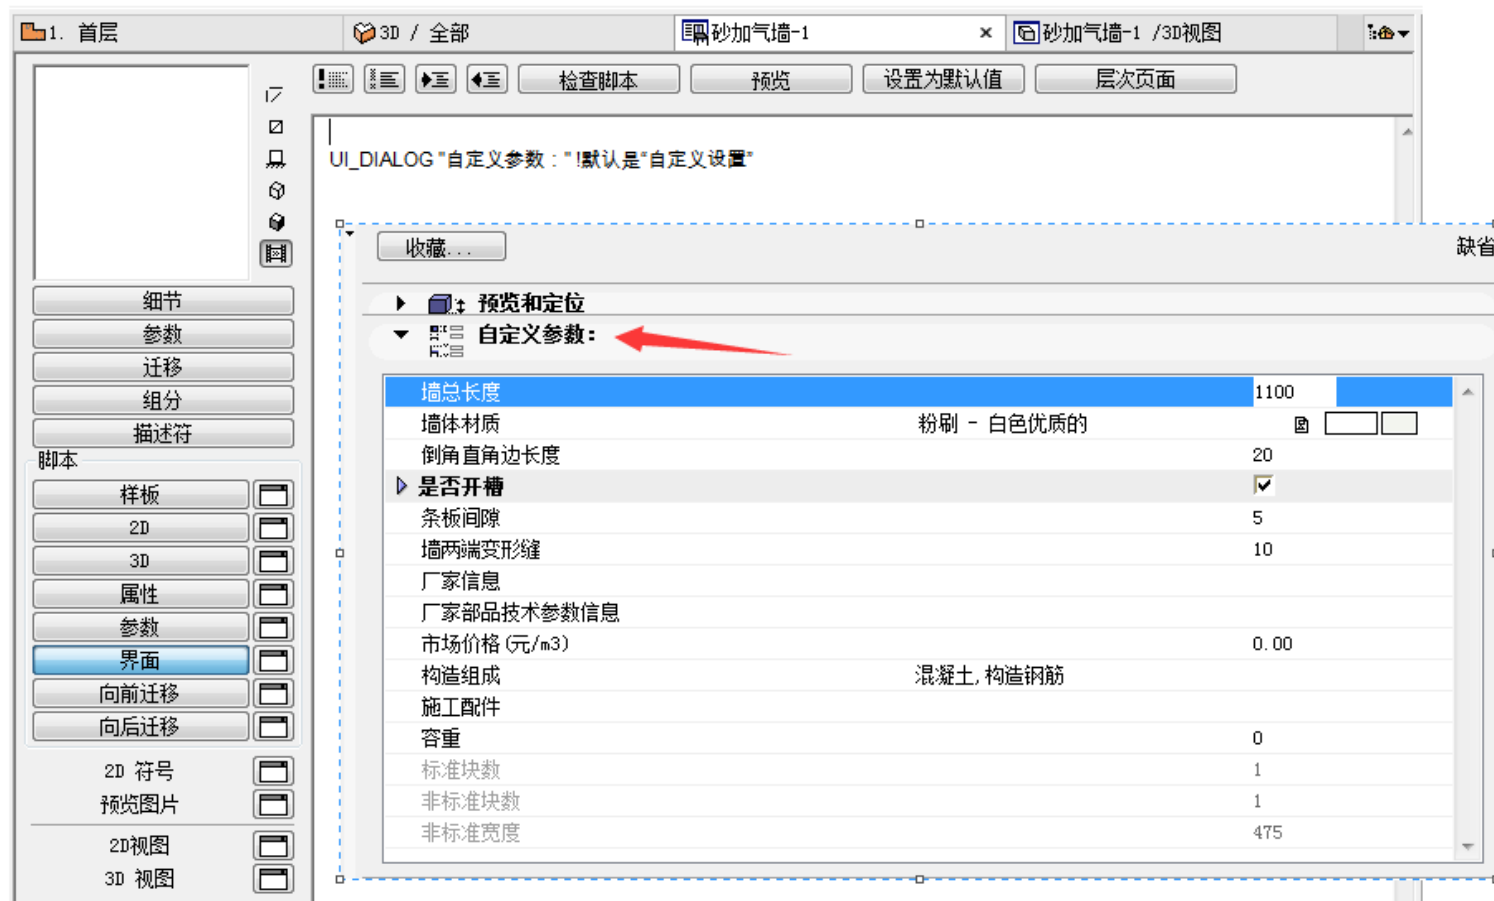 1. 首层
3D / 全部
砂加气墙-1
砂加气墙-1 /3D视图
检查脚本
预览
设置为默认值
层次页面
UI_DIALOG "自定义参数：" !默认是“自定义设置”
细节
参数
迁移
组分
描述符
脚本
样板
2D
3D
属性
参数
界面
向前迁移
向后迁移
2D 符号
预览图片
2D视图
3D 视图
收藏...
缺省
预览和定位
自定义参数：
墙总长度 1100
墙体材质 粉刷 - 白色优质的
倒角直角边长度 20
是否开槽
条板间隙 5
墙两端变形缝 10
厂家信息
厂家部品技术参数信息
市场价格(元/m3) 0.00
构造组成 混凝土,构造钢筋
施工配件
容重 0
标准块数 1
非标准块数 1
非标准宽度 475